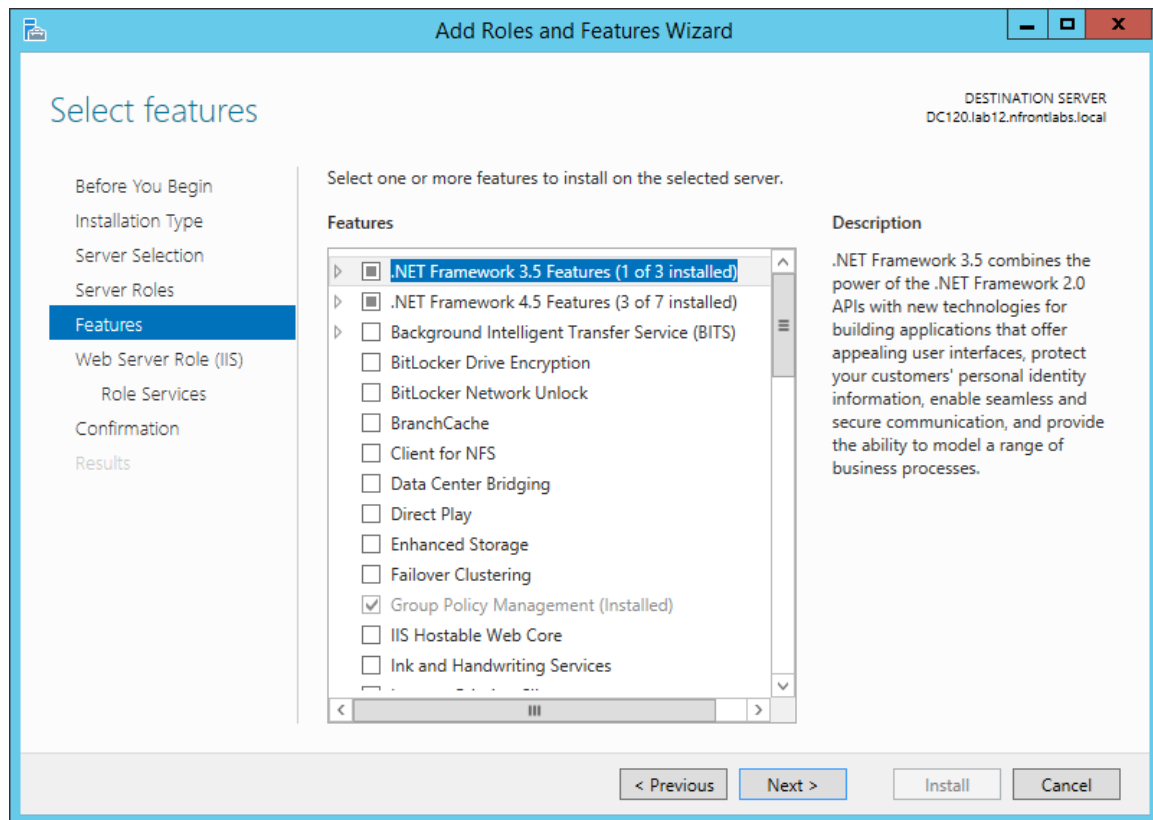 Add Roles and Features Wizard
Select features
DESTINATION SERVER
DC120.lab12.nfrontlabs.local
Before You Begin
Installation Type
Server Selection
Server Roles
Features
Web Server Role (IIS)
Role Services
Confirmation
Results
Select one or more features to install on the selected server.
Features
.NET Framework 3.5 Features (1 of 3 installed)
.NET Framework 4.5 Features (3 of 7 installed)
Background Intelligent Transfer Service (BITS)
BitLocker Drive Encryption
BitLocker Network Unlock
BranchCache
Client for NFS
Data Center Bridging
Direct Play
Enhanced Storage
Failover Clustering
Group Policy Management (Installed)
IIS Hostable Web Core
Ink and Handwriting Services
Description
.NET Framework 3.5 combines the
power of the .NET Framework 2.0
APIs with new technologies for
building applications that offer
appealing user interfaces, protect
your customers' personal identity
information, enable seamless and
secure communication, and provide
the ability to model a range of
business processes.
< Previous
Next >
Install
Cancel